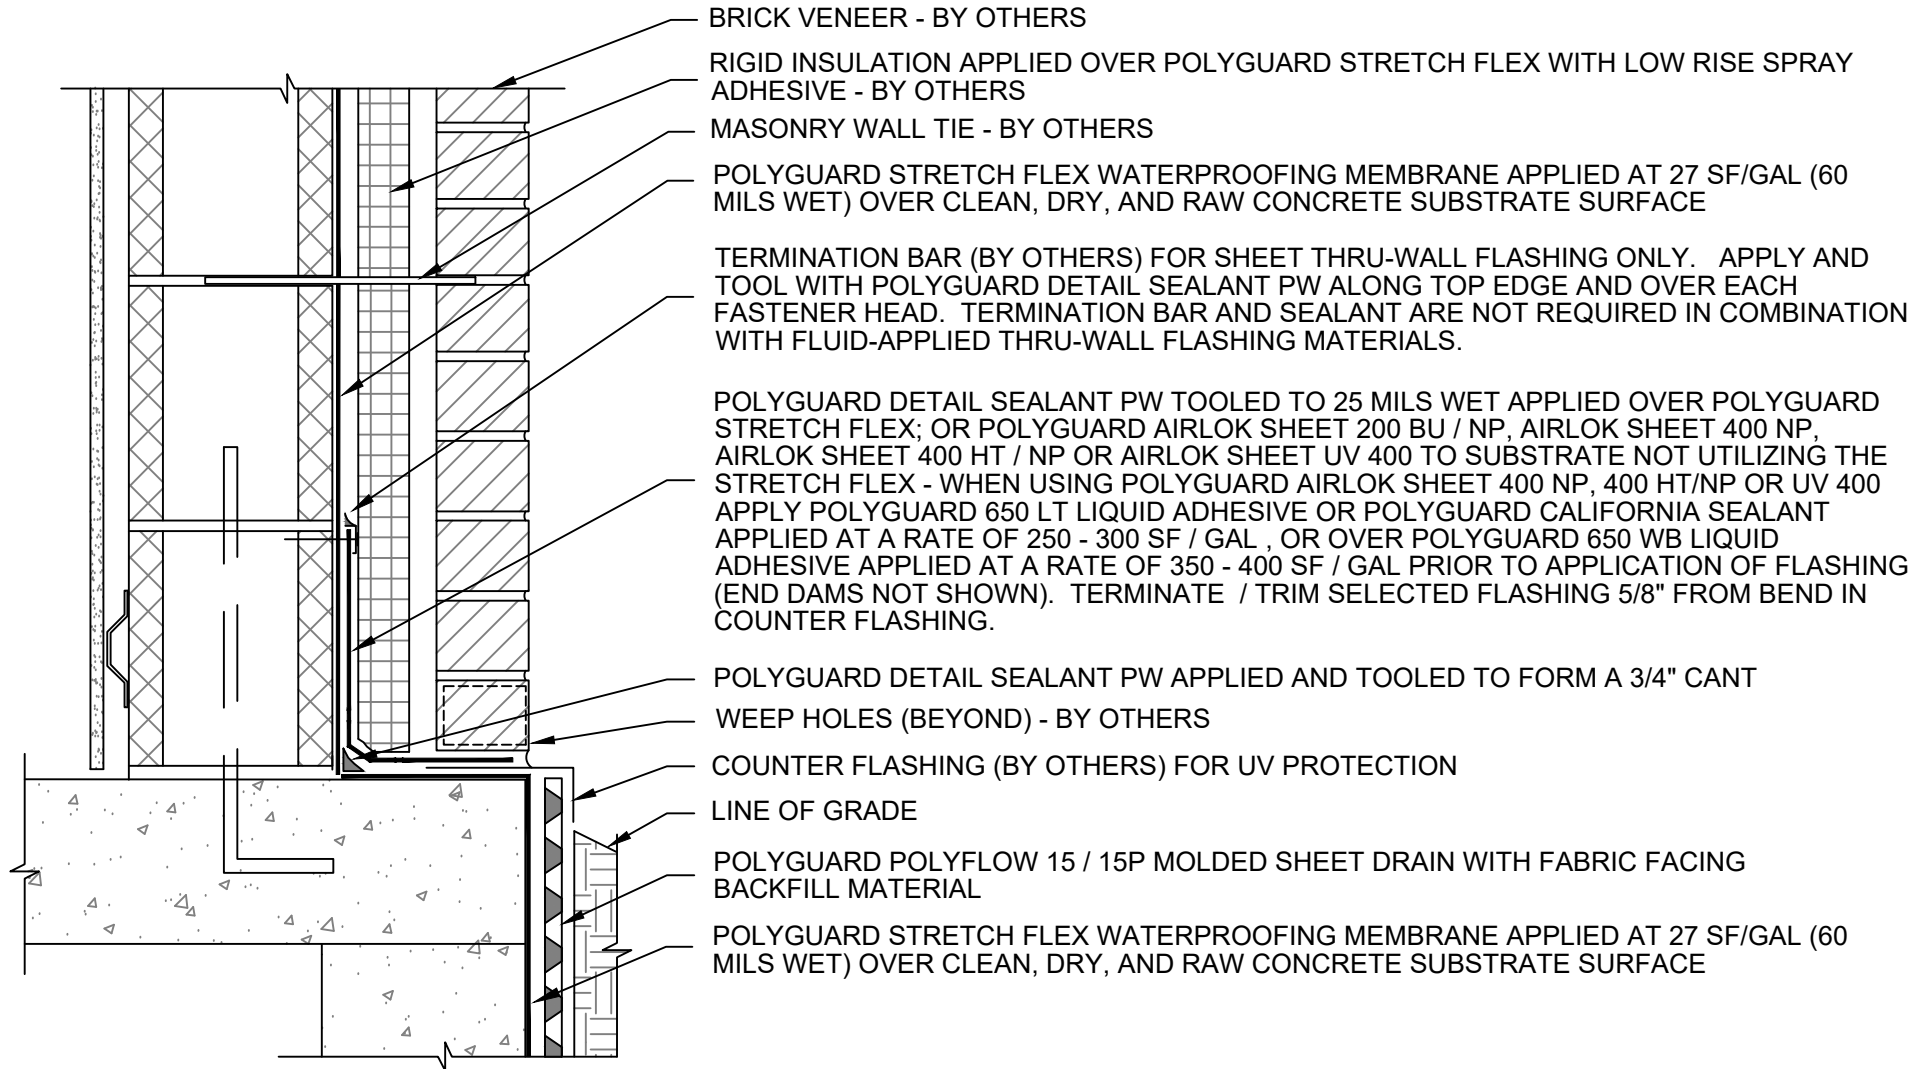 BRICK VENEER - BY OTHERS
RIGID INSULATION APPLIED OVER POLYGUARD STRETCH FLEX WITH LOW RISE SPRAY
ADHESIVE - BY OTHERS
MASONRY WALL TIE - BY OTHERS
POLYGUARD STRETCH FLEX WATERPROOFING MEMBRANE APPLIED AT 27 SF/GAL (60
MILS WET) OVER CLEAN, DRY, AND RAW CONCRETE SUBSTRATE SURFACE
TERMINATION BAR (BY OTHERS) FOR SHEET THRU-WALL FLASHING ONLY. APPLY AND
TOOL WITH POLYGUARD DETAIL SEALANT PW ALONG TOP EDGE AND OVER EACH
FASTENER HEAD. TERMINATION BAR AND SEALANT ARE NOT REQUIRED IN COMBINATION
WITH FLUID-APPLIED THRU-WALL FLASHING MATERIALS.
POLYGUARD DETAIL SEALANT PW TOOLED TO 25 MILS WET APPLIED OVER POLYGUARD
STRETCH FLEX; OR POLYGUARD AIRLOK SHEET 200 BU / NP, AIRLOK SHEET 400 NP,
AIRLOK SHEET 400 HT / NP OR AIRLOK SHEET UV 400 TO SUBSTRATE NOT UTILIZING THE
STRETCH FLEX - WHEN USING POLYGUARD AIRLOK SHEET 400 NP, 400 HT/NP OR UV 400
APPLY POLYGUARD 650 LT LIQUID ADHESIVE OR POLYGUARD CALIFORNIA SEALANT
APPLIED AT A RATE OF 250 - 300 SF / GAL , OR OVER POLYGUARD 650 WB LIQUID
ADHESIVE APPLIED AT A RATE OF 350 - 400 SF / GAL PRIOR TO APPLICATION OF FLASHING
(END DAMS NOT SHOWN). TERMINATE / TRIM SELECTED FLASHING 5/8" FROM BEND IN
COUNTER FLASHING.
POLYGUARD DETAIL SEALANT PW APPLIED AND TOOLED TO FORM A 3/4" CANT
WEEP HOLES (BEYOND) - BY OTHERS
COUNTER FLASHING (BY OTHERS) FOR UV PROTECTION
LINE OF GRADE
POLYGUARD POLYFLOW 15 / 15P MOLDED SHEET DRAIN WITH FABRIC FACING
BACKFILL MATERIAL
POLYGUARD STRETCH FLEX WATERPROOFING MEMBRANE APPLIED AT 27 SF/GAL (60
MILS WET) OVER CLEAN, DRY, AND RAW CONCRETE SUBSTRATE SURFACE